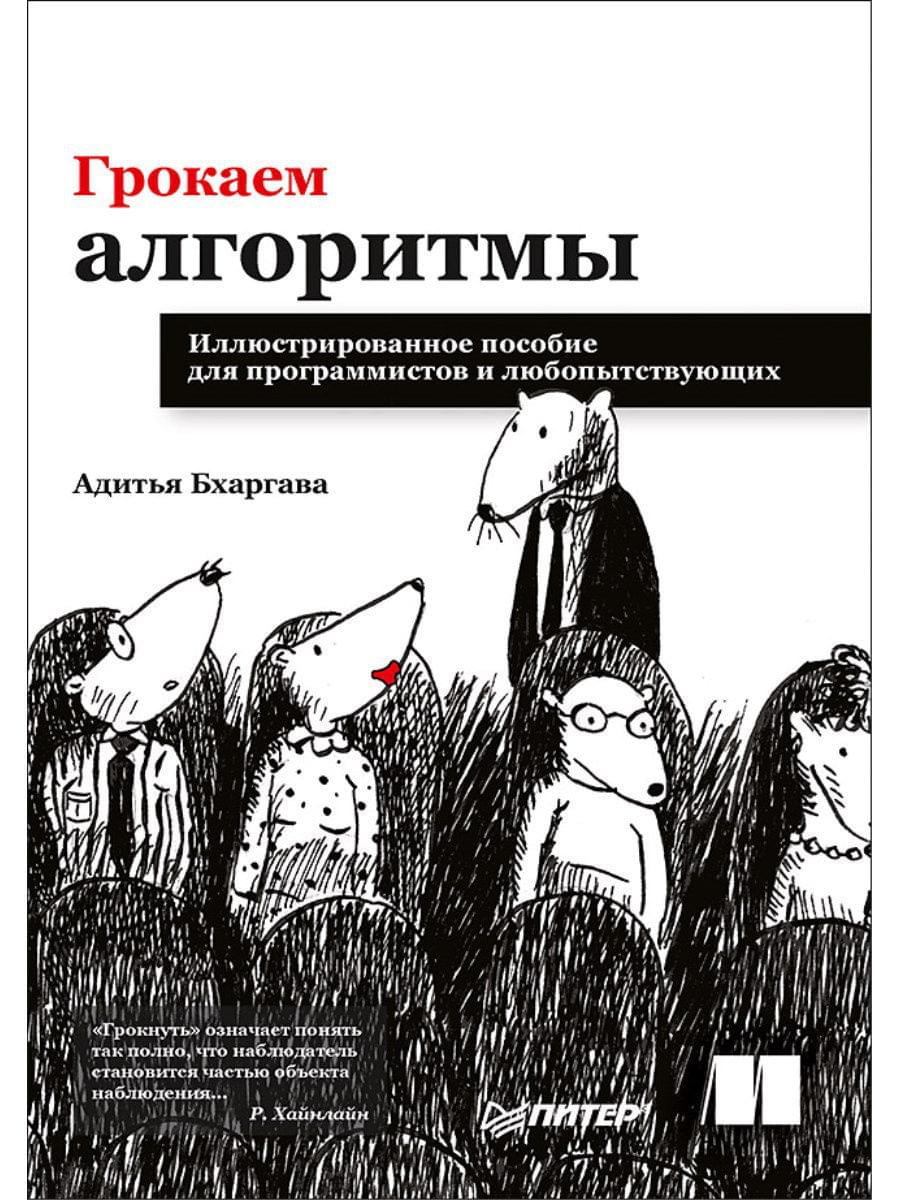 Грокаем
алгоритмы
Иллюстрированное пособие
для программистов и любопытствующих
Адитья Бхаргава
«Грокнуть» означает понять
так полно, что наблюдатель
становится частью объекта
наблюдения...
Р. Хайнлайн
ПИТЕР®